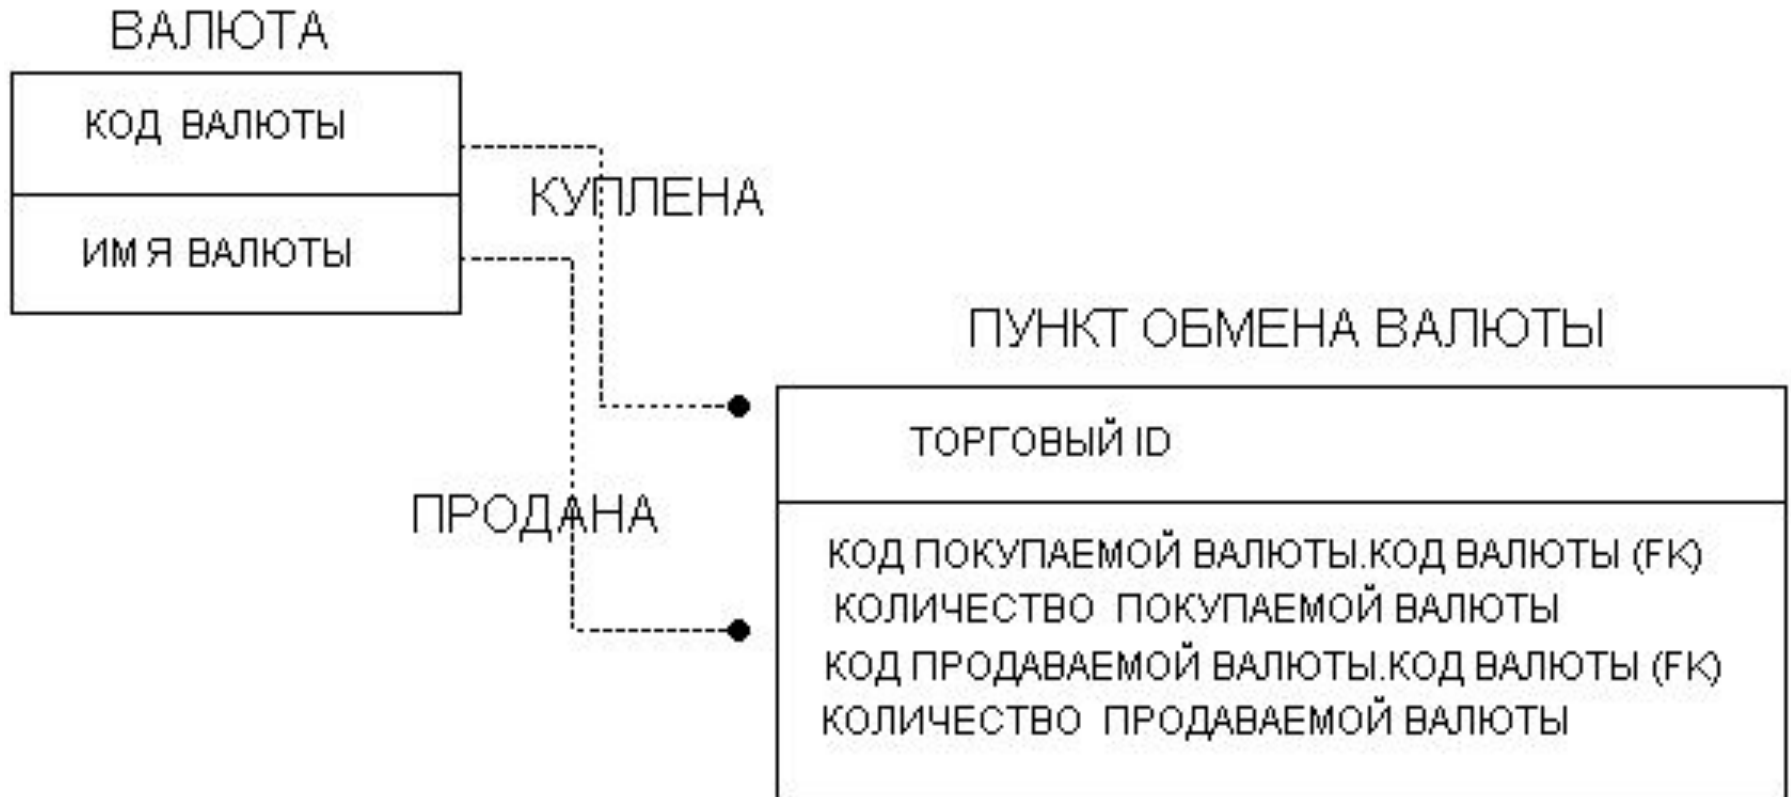 ВАЛЮТА
КОД ВАЛЮТЫ
ИМЯ ВАЛЮТЫ
КУПЛЕНА
ПРОДАНА
ПУНКТ ОБМЕНА ВАЛЮТЫ
ТОРГОВЫЙ ID
КОД ПОКУПАЕМОЙ ВАЛЮТЫ.КОД ВАЛЮТЫ (FK)
КОЛИЧЕСТВО ПОКУПАЕМОЙ ВАЛЮТЫ
КОД ПРОДАВАЕМОЙ ВАЛЮТЫ.КОД ВАЛЮТЫ (FK)
КОЛИЧЕСТВО ПРОДАВАЕМОЙ ВАЛЮТЫ